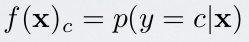 f(𝐱)_c = p(y = c|𝐱)